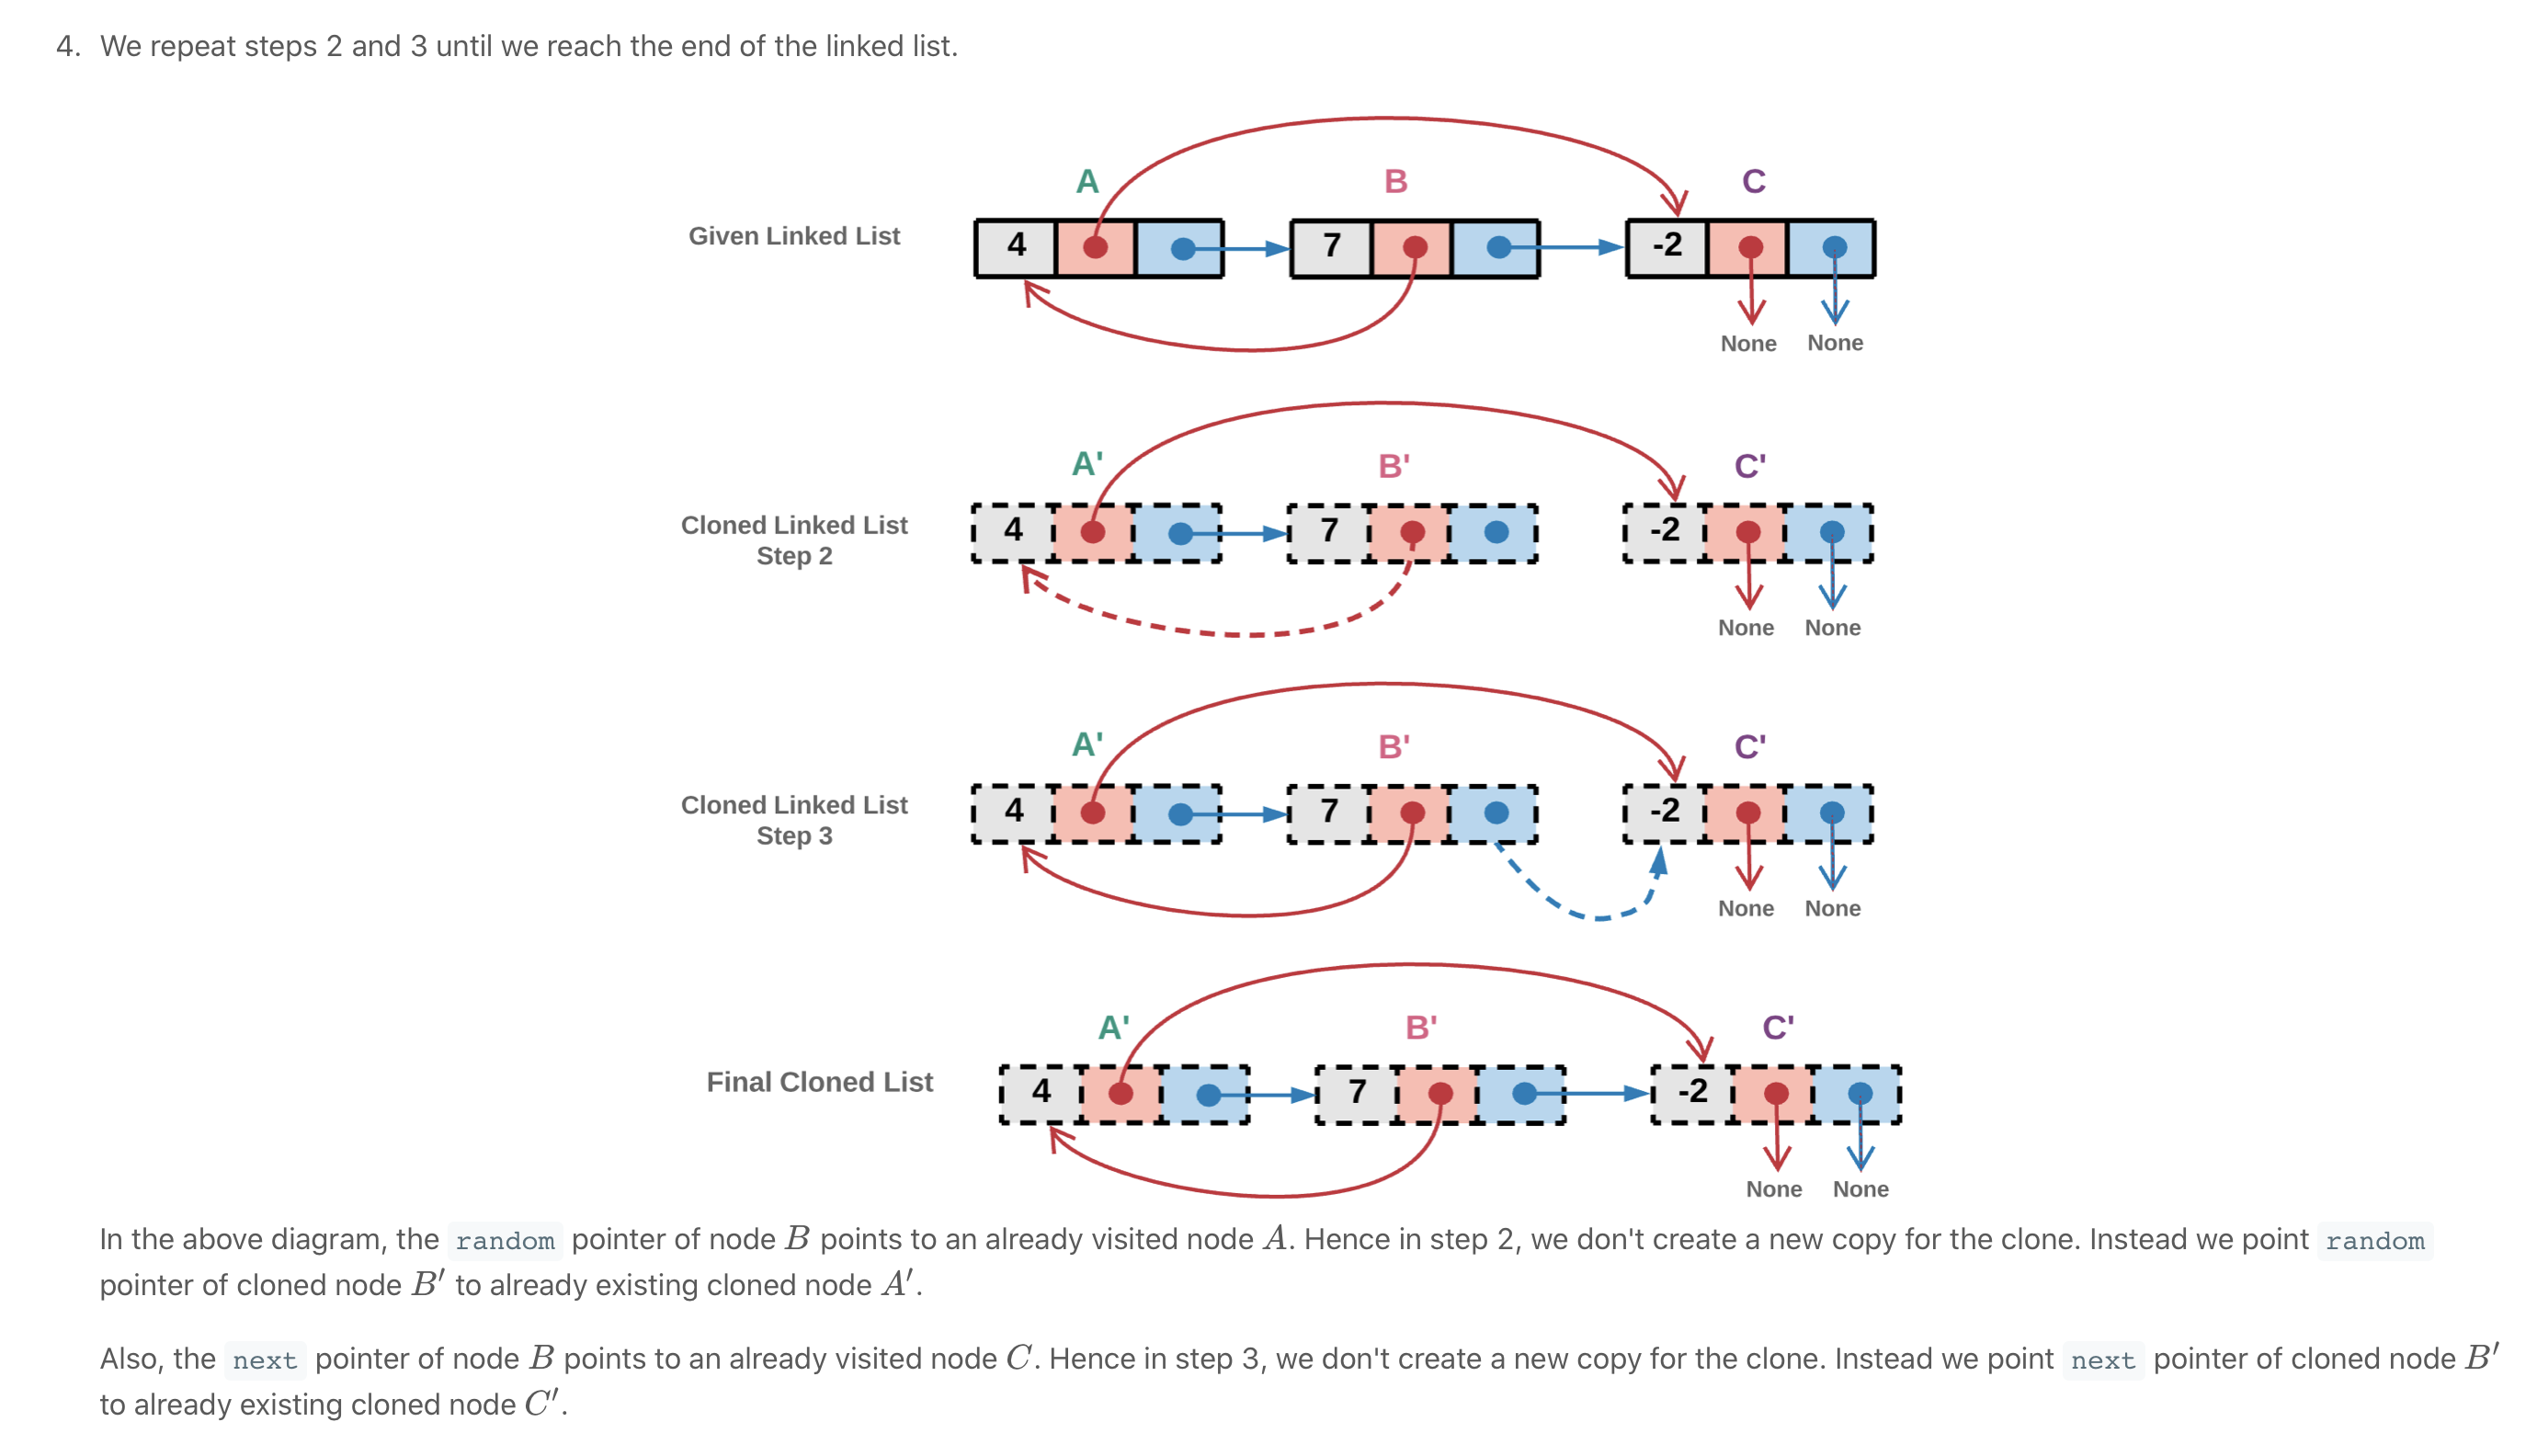 4. We repeat steps 2 and 3 until we reach the end of the linked list.
A B C
Given Linked List 4 7 -2
None None
A' B' C'
Cloned Linked List
Step 2
4 7 -2
None None
A' B' C'
Cloned Linked List
Step 3
4 7 -2
None None
A' B' C'
Final Cloned List 4 7 -2
None None
In the above diagram, the random pointer of node B points to an already visited node A. Hence in step 2, we don't create a new copy for the clone. Instead we point random
pointer of cloned node B′ to already existing cloned node A′.
Also, the next pointer of node B points to an already visited node C. Hence in step 3, we don't create a new copy for the clone. Instead we point next pointer of cloned node B′
to already existing cloned node C′.